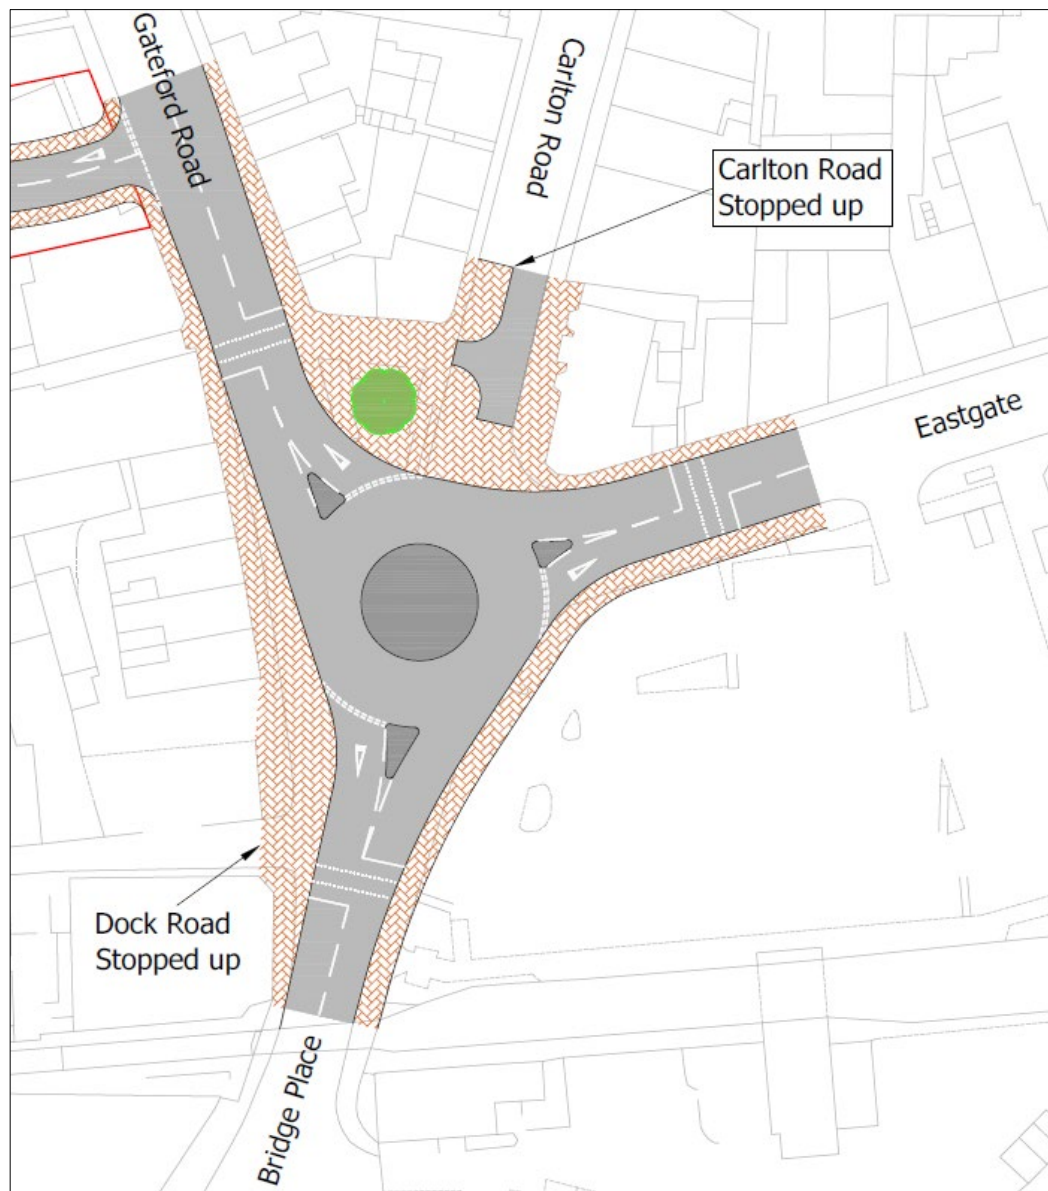 Gateford Road
Carlton Road
Carlton Road
Stopped up
Eastgate
Dock Road
Stopped up
Bridge Place